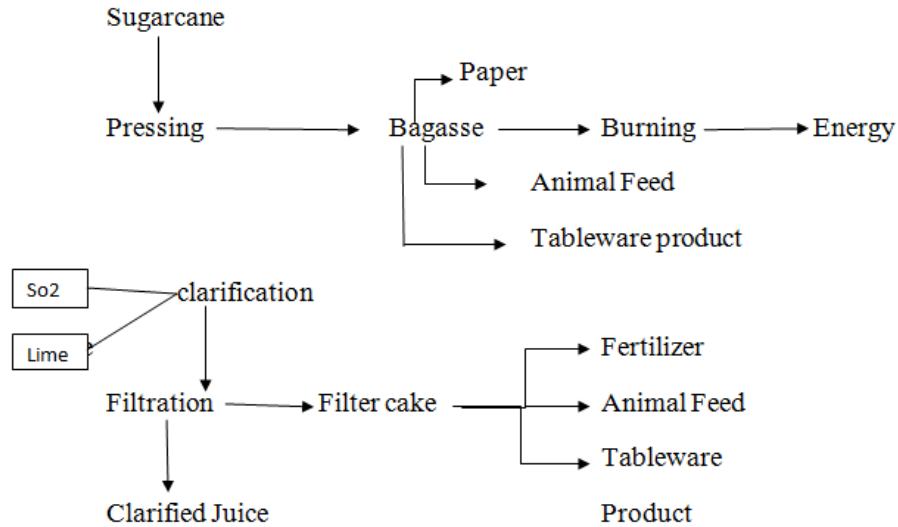 Sugarcane
Paper
Pressing
Bagasse
Burning
Energy
Animal Feed
Tableware product
So2
clarification
Lime
Fertilizer
Filtration
Filter cake
Animal Feed
Tableware
Clarified Juice
Product